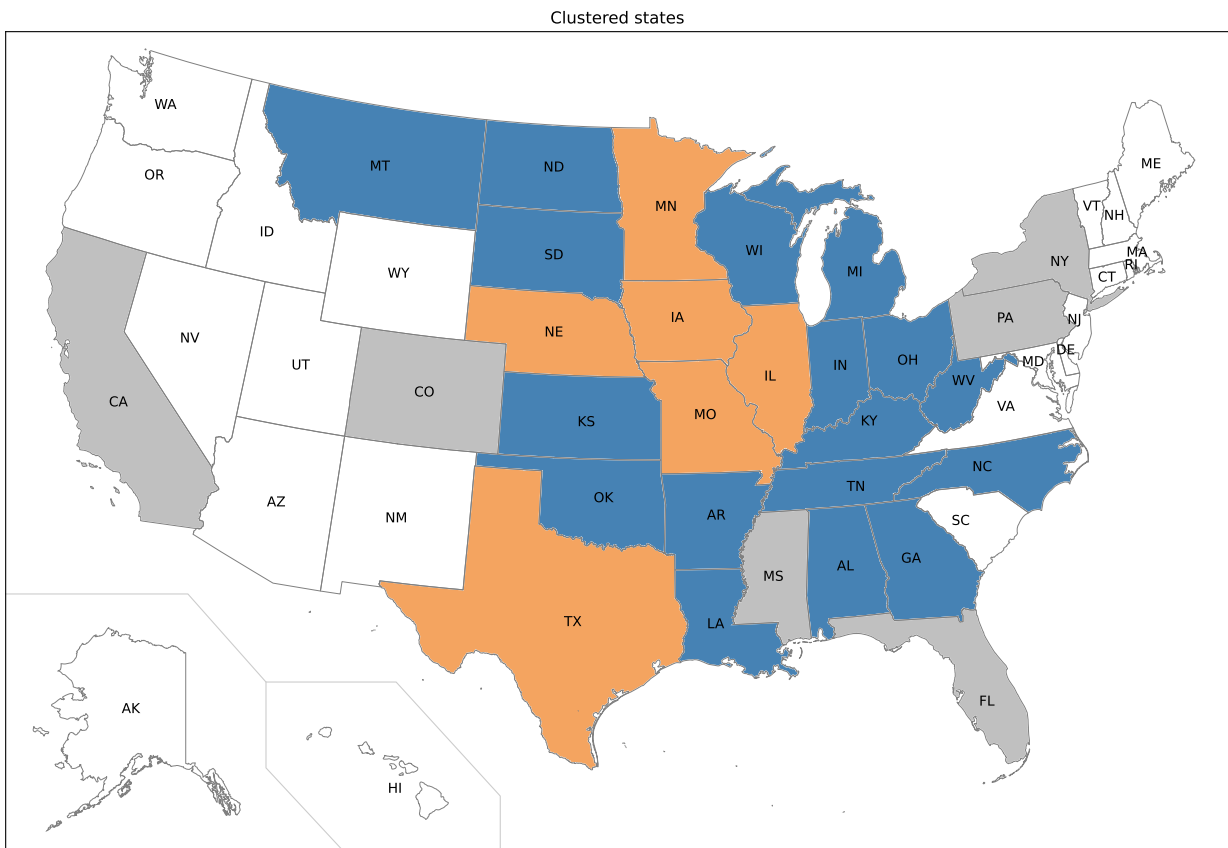 Clustered states
WA
ME
MT
ND
OR
VT
MN
NH
ID
WI
MA
SD
NY
RI
WY
MI
CT
IA
PA
NJ
NE
NV
DE
MD
UT
IN
OH
IL
WV
CO
CA
VA
MO
KS
KY
NC
TN
OK
AZ
AR
NM
SC
GA
AL
MS
TX
LA
FL
AK
HI